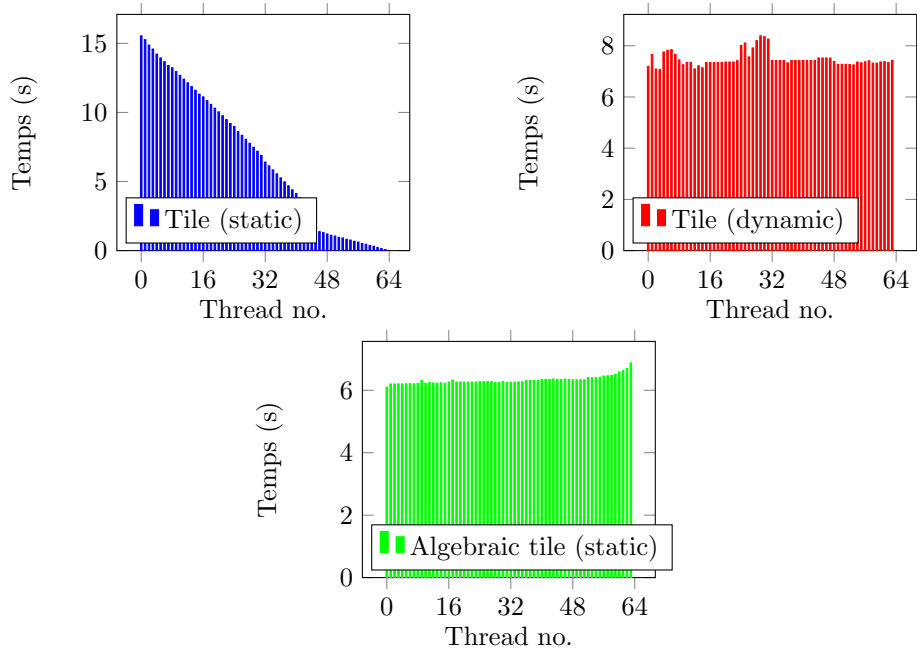 Temps (s)
15
10
5
0
Tile (static)
0 16 32 48 64
Thread no.
Temps (s)
8
6
4
2
0
Tile (dynamic)
0 16 32 48 64
Thread no.
Temps (s)
6
4
2
0
Algebraic tile (static)
0 16 32 48 64
Thread no.